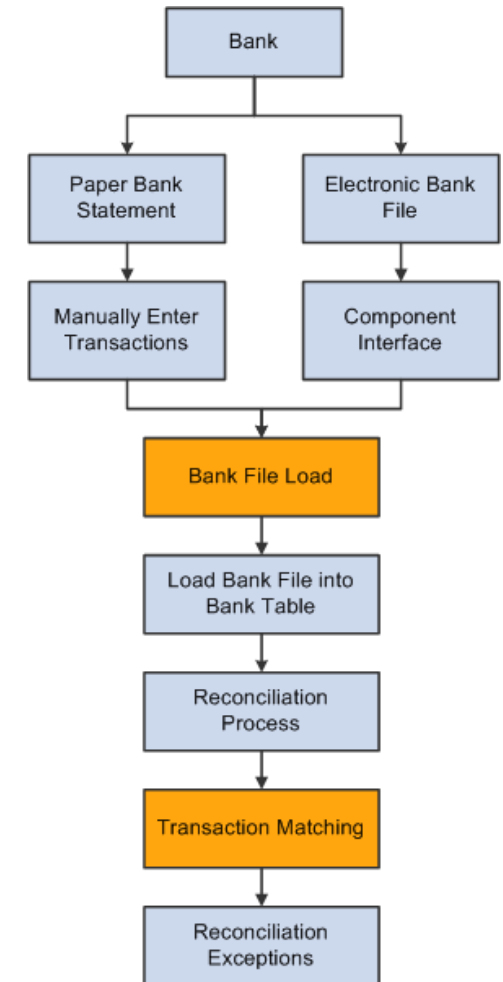 Bank
Paper Bank
Statement
Electronic Bank
File
Manually Enter
Transactions
Component
Interface
Bank File Load
Load Bank File into
Bank Table
Reconciliation
Process
Transaction Matching
Reconciliation
Exceptions